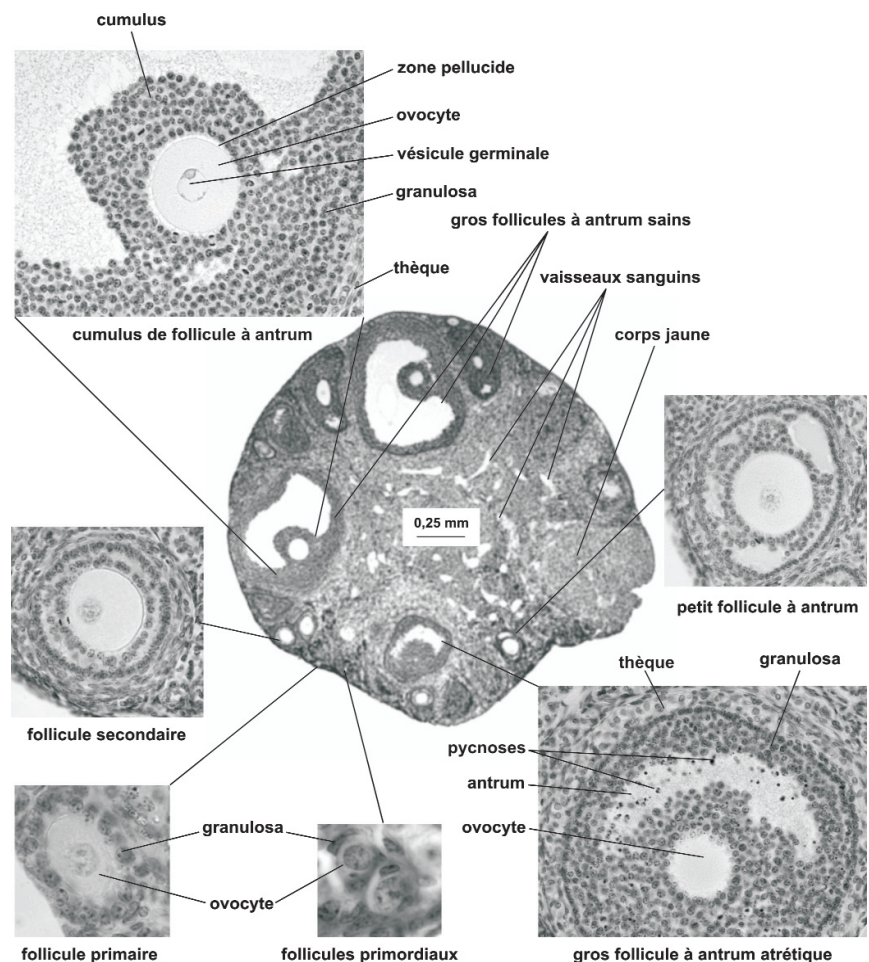 cumulus
zone pellucide
ovocyte
vésicule germinale
granulosa
gros follicules à antrum sains
thèque
vaisseaux sanguins
cumulus de follicule à antrum
corps jaune
0,25 mm
petit follicule à antrum
thèque
granulosa
follicule secondaire
pycnoses
antrum
granulosa
ovocyte
ovocyte
follicule primaire
follicules primordiaux
gros follicule à antrum atrétique